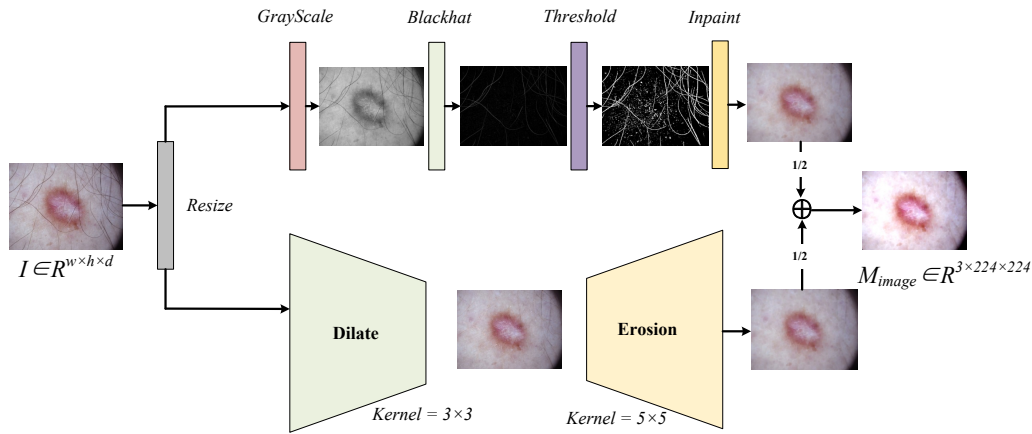 GrayScale
Blackhat
Threshold
Inpaint
1/2
Resize
I ∈ R^{w×h×d}
1/2
M_{image} ∈ R^{3×224×224}
Dilate
Erosion
Kernel = 3×3
Kernel = 5×5